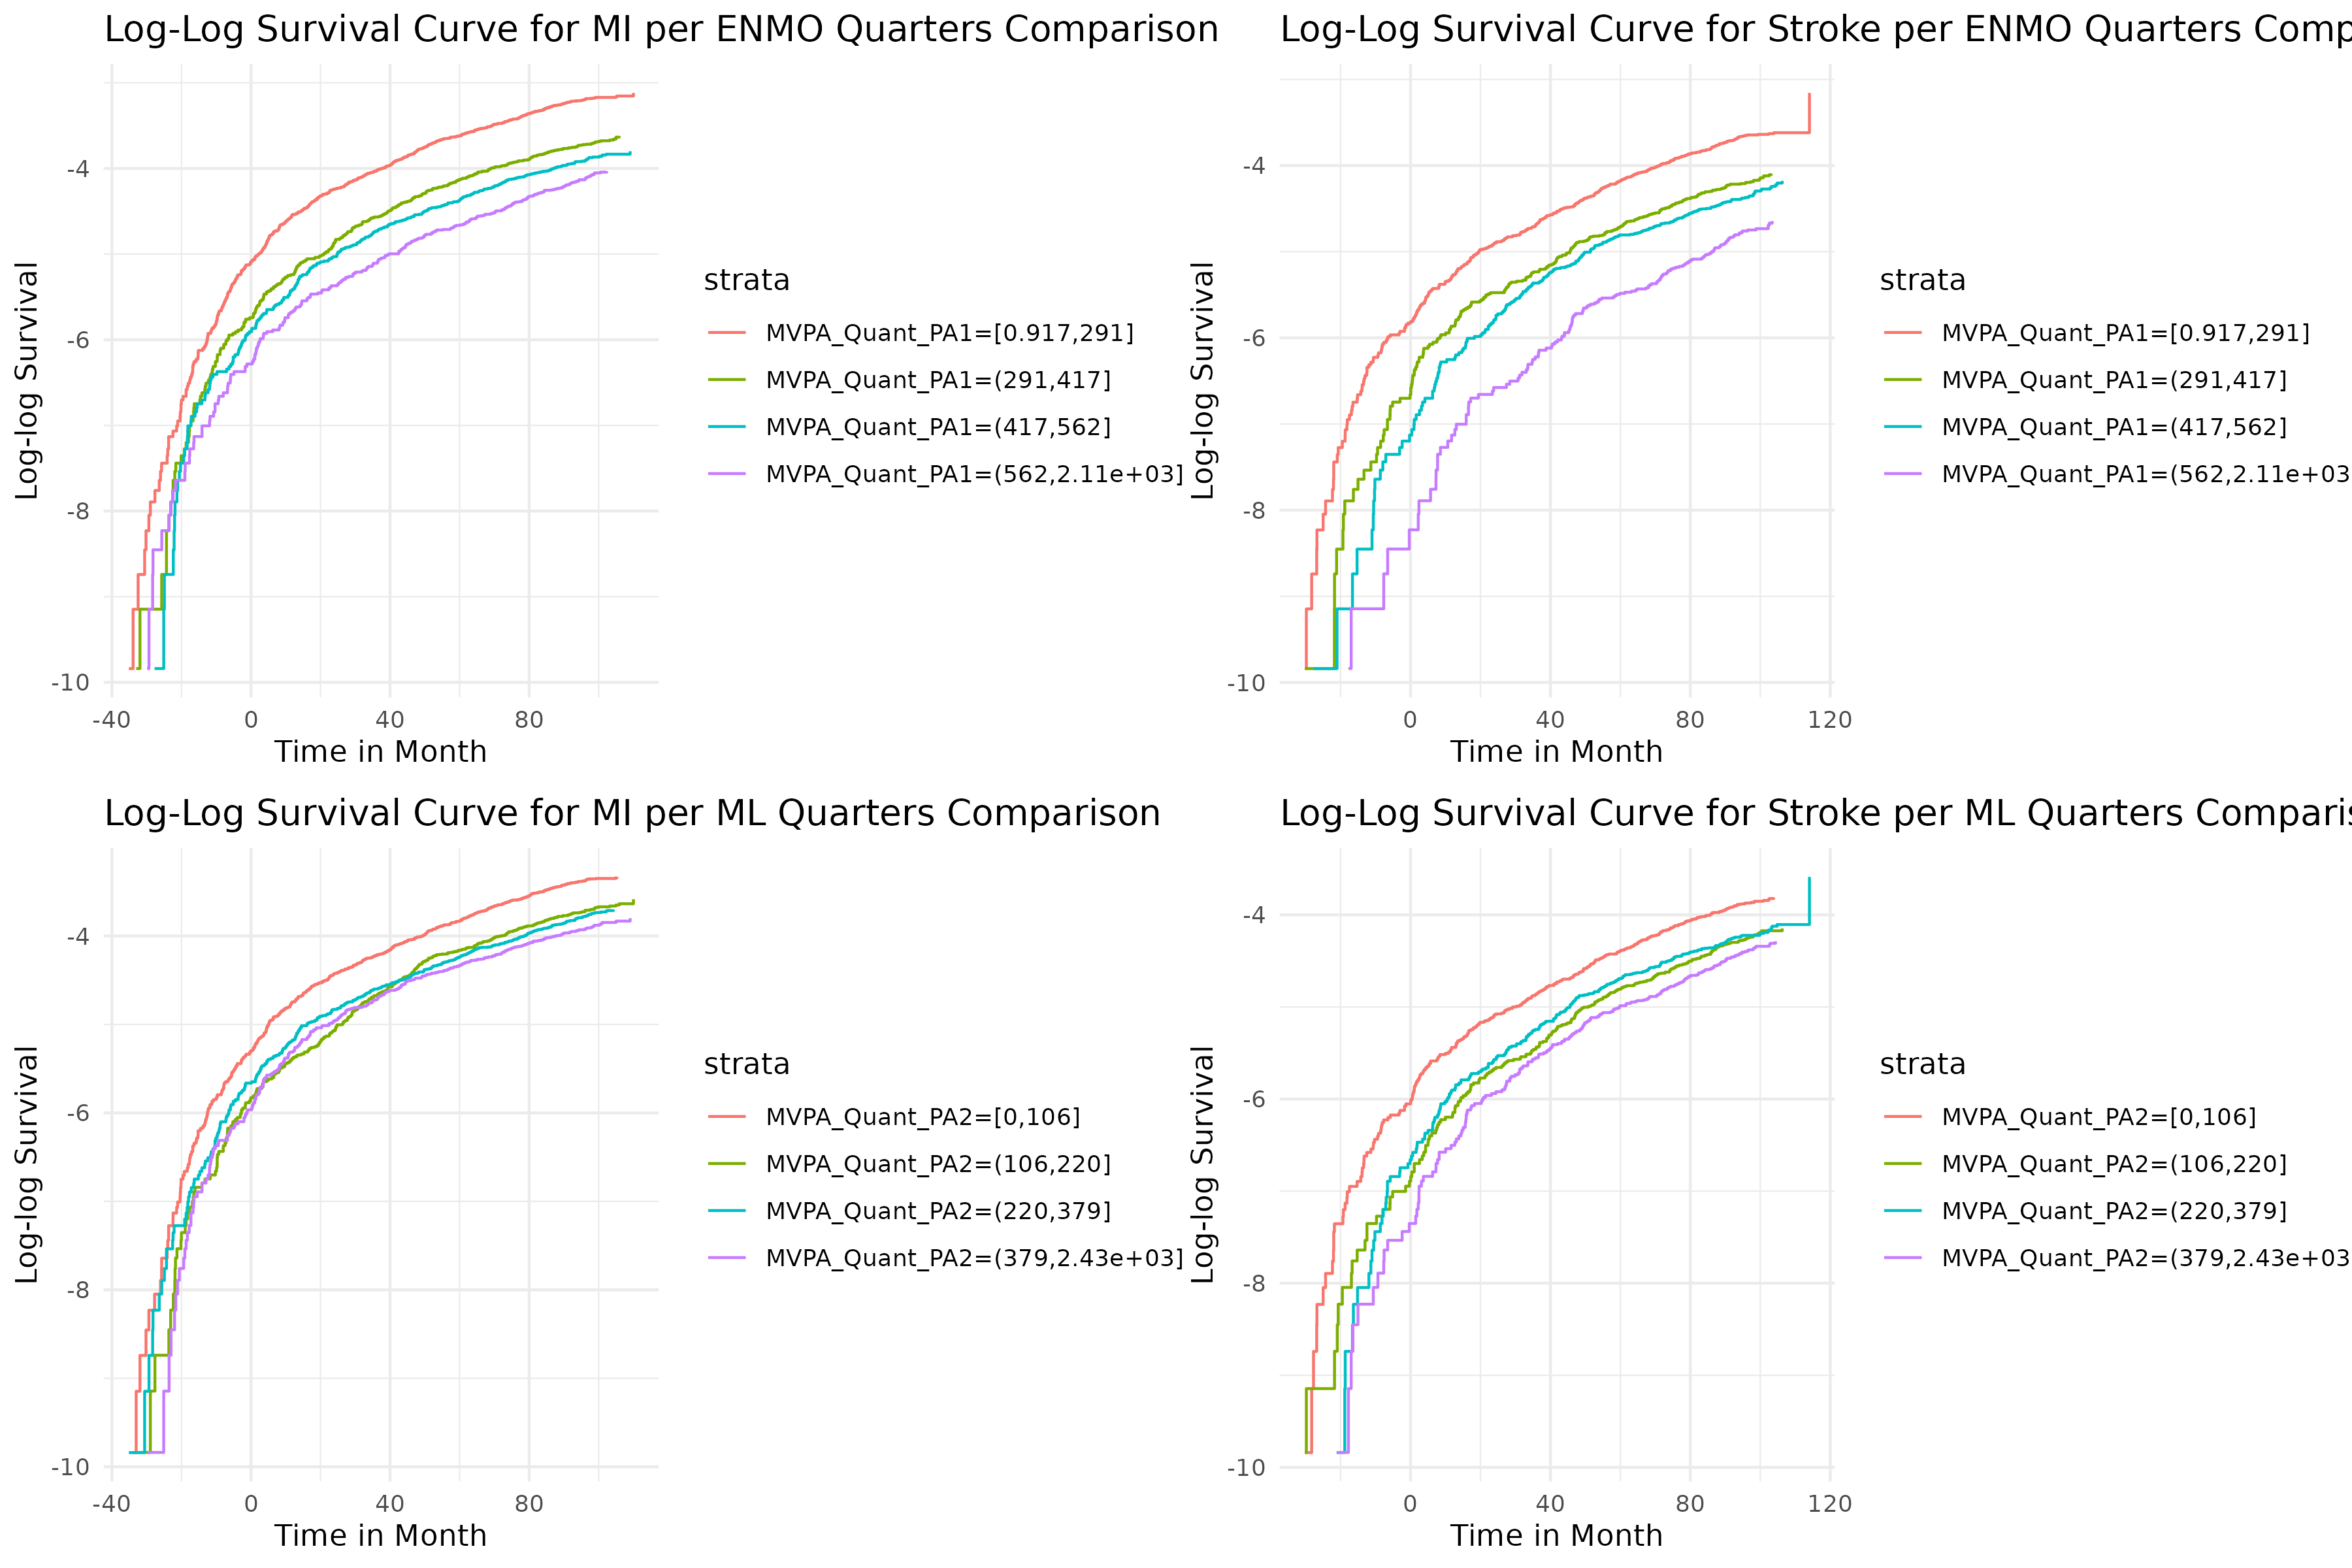 Log-Log Survival Curve for MI per ENMO Quarters Comparison
-4
-6
-8
-10
-40 0 40 80
Time in Month
Log-log Survival
strata
MVPA_Quant_PA1=[0.917,291]
MVPA_Quant_PA1=(291,417]
MVPA_Quant_PA1=(417,562]
MVPA_Quant_PA1=(562,2.11e+03]
Log-Log Survival Curve for Stroke per ENMO Quarters Comp
-4
-6
-8
-10
0 40 80 120
Time in Month
Log-log Survival
strata
MVPA_Quant_PA1=[0.917,291]
MVPA_Quant_PA1=(291,417]
MVPA_Quant_PA1=(417,562]
MVPA_Quant_PA1=(562,2.11e+03
Log-Log Survival Curve for MI per ML Quarters Comparison
-4
-6
-8
-10
-40 0 40 80
Time in Month
Log-log Survival
strata
MVPA_Quant_PA2=[0,106]
MVPA_Quant_PA2=(106,220]
MVPA_Quant_PA2=(220,379]
MVPA_Quant_PA2=(379,2.43e+03]
Log-Log Survival Curve for Stroke per ML Quarters Comparis
-4
-6
-8
-10
0 40 80 120
Time in Month
Log-log Survival
strata
MVPA_Quant_PA2=[0,106]
MVPA_Quant_PA2=(106,220]
MVPA_Quant_PA2=(220,379]
MVPA_Quant_PA2=(379,2.43e+03